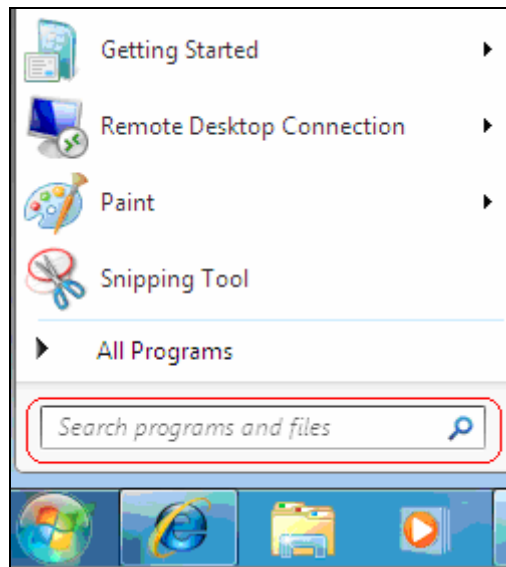 Getting Started
Remote Desktop Connection
Paint
Snipping Tool
All Programs
Search programs and files